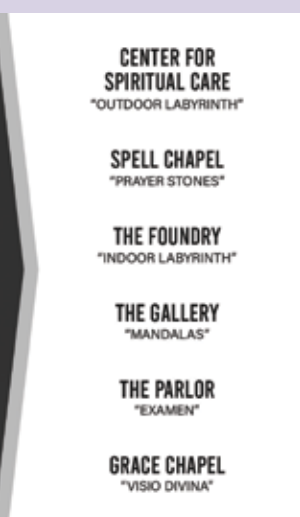 CENTER FOR
SPIRITUAL CARE
"OUTDOOR LABYRINTH"
SPELL CHAPEL
"PRAYER STONES"
THE FOUNDRY
"INDOOR LABYRINTH"
THE GALLERY
"MANDALAS"
THE PARLOR
"EXAMEN"
GRACE CHAPEL
"VISIO DIVINA"